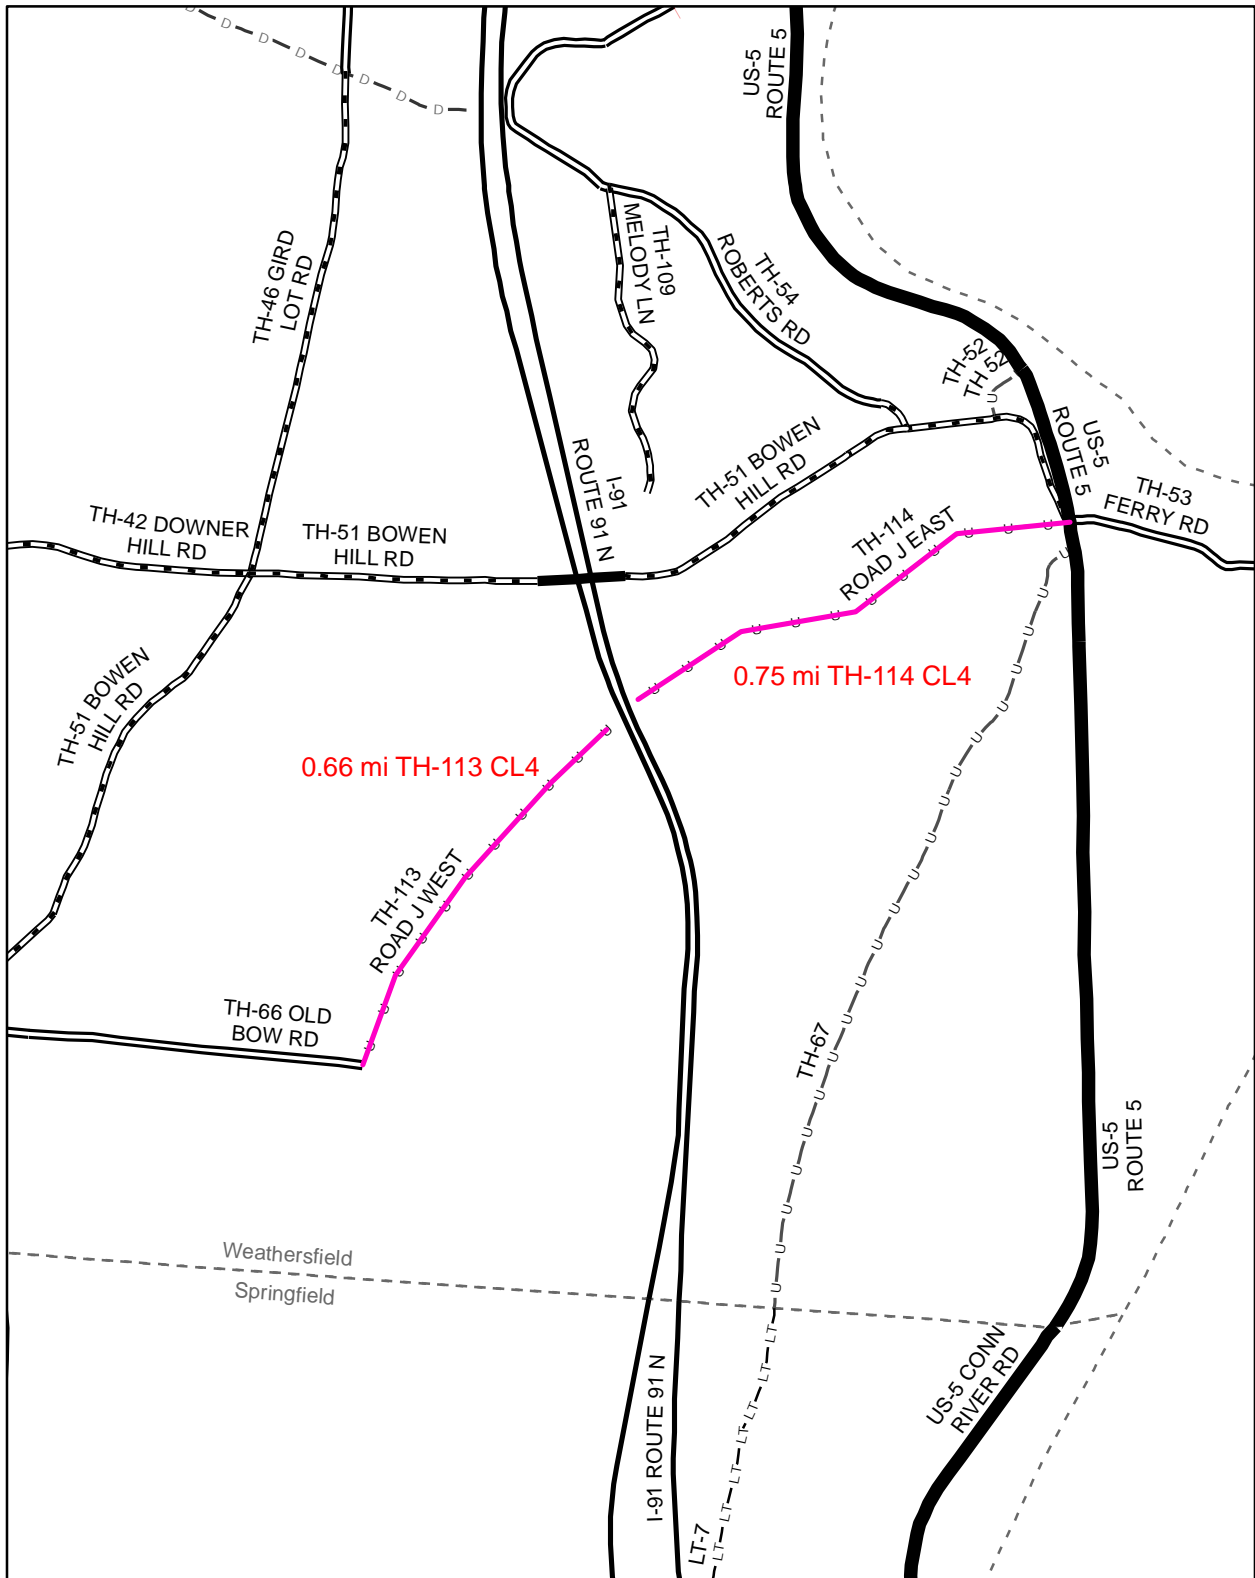 US-5
ROUTE 5
TH-46 GIRD
LOT RD
TH-109
MELODY LN
TH-54
ROBERTS RD
TH-52
TH 52
I-91
ROUTE 91 N
TH-51 BOWEN
HILL RD
US-5
ROUTE 5
TH-53
FERRY RD
TH-42 DOWNER
HILL RD
TH-51 BOWEN
HILL RD
TH-114
ROAD J EAST
0.75 mi TH-114 CL4
TH-51 BOWEN
HILL RD
0.66 mi TH-113 CL4
TH-113
ROAD J WEST
TH-66 OLD
BOW RD
TH-67
US-5
ROUTE 5
Weathersfield
Springfield
US-5 CONN
RIVER RD
I-91 ROUTE 91 N
LT-7